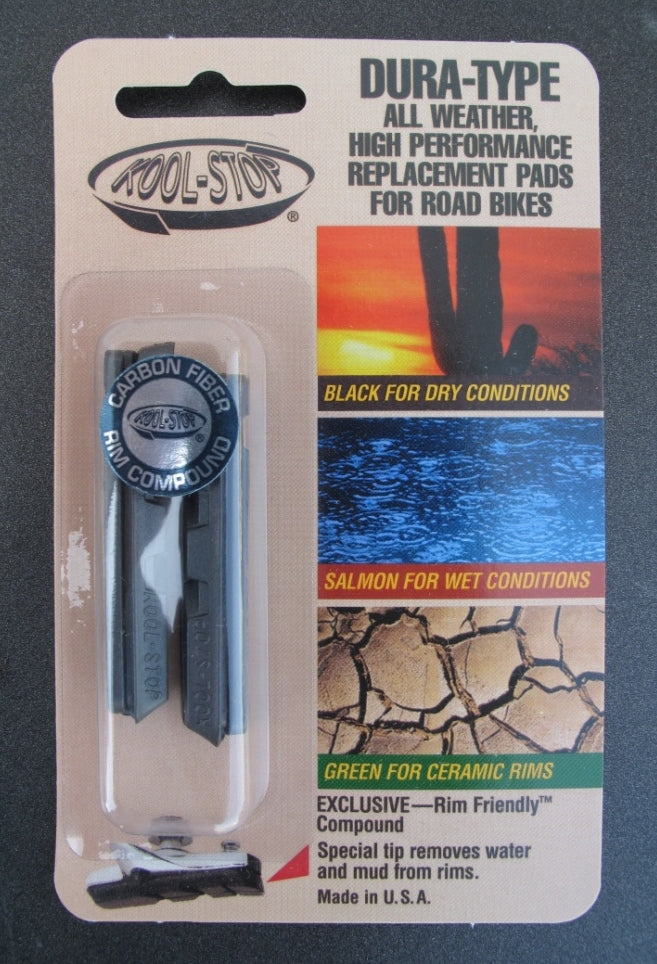 KOOL-STOP
®
DURA-TYPE
ALL WEATHER,
HIGH PERFORMANCE
REPLACEMENT PADS
FOR ROAD BIKES
CARBON FIBER
KOOL-STOP
®
RIM COMPOUND
KOOL-STOP
KOOL-STOP
BLACK FOR DRY CONDITIONS
SALMON FOR WET CONDITIONS
GREEN FOR CERAMIC RIMS
EXCLUSIVE—Rim Friendly™
Compound
Special tip removes water
and mud from rims.
Made in U.S.A.